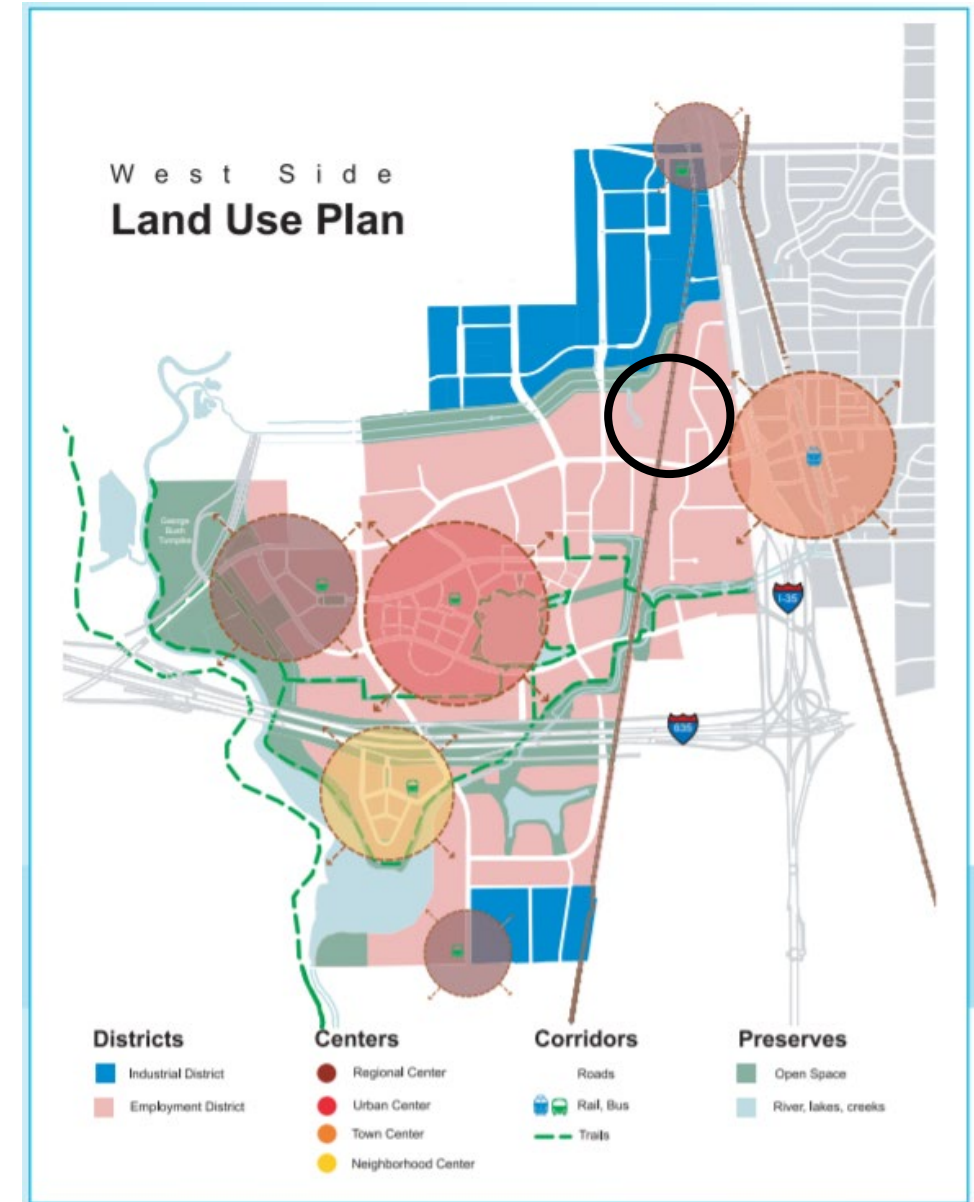 West Side
Land Use Plan
George
Bush
Turnpike
I-35
635
Districts
Industrial District
Employment District
Centers
Regional Center
Urban Center
Town Center
Neighborhood Center
Corridors
Roads
Rail, Bus
Trails
Preserves
Open Space
River, lakes, creeks